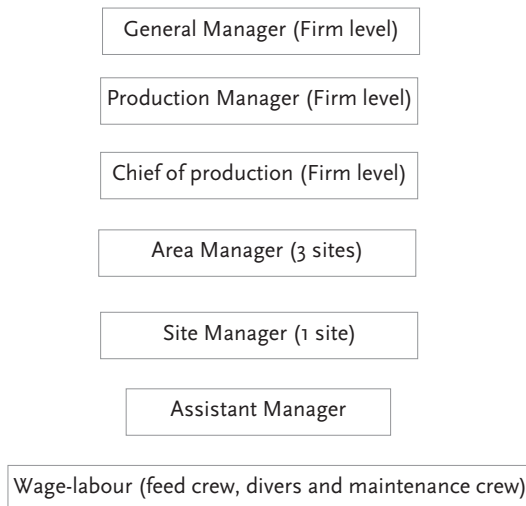 General Manager (Firm level)
Production Manager (Firm level)
Chief of production (Firm level)
Area Manager (3 sites)
Site Manager (1 site)
Assistant Manager
Wage-labour (feed crew, divers and maintenance crew)